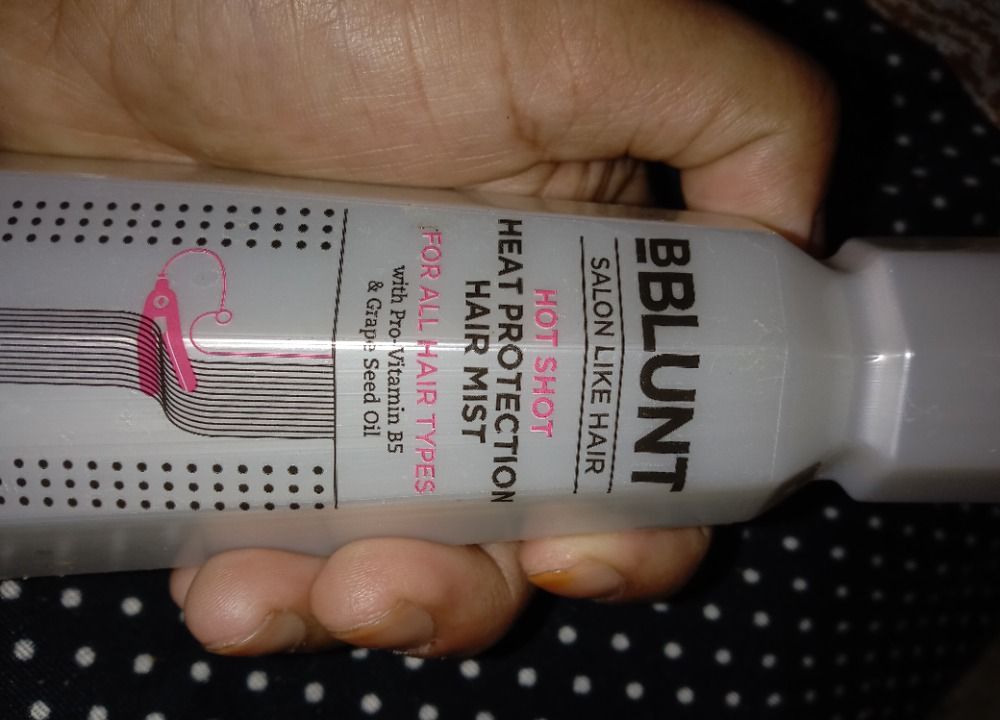 BBLUNT
SALON LIKE HAIR
HOT SHOT
HEAT PROTECTION
HAIR MIST
(FOR ALL HAIR TYPES
with Pro-Vitamin B5
& Grape Seed Oil